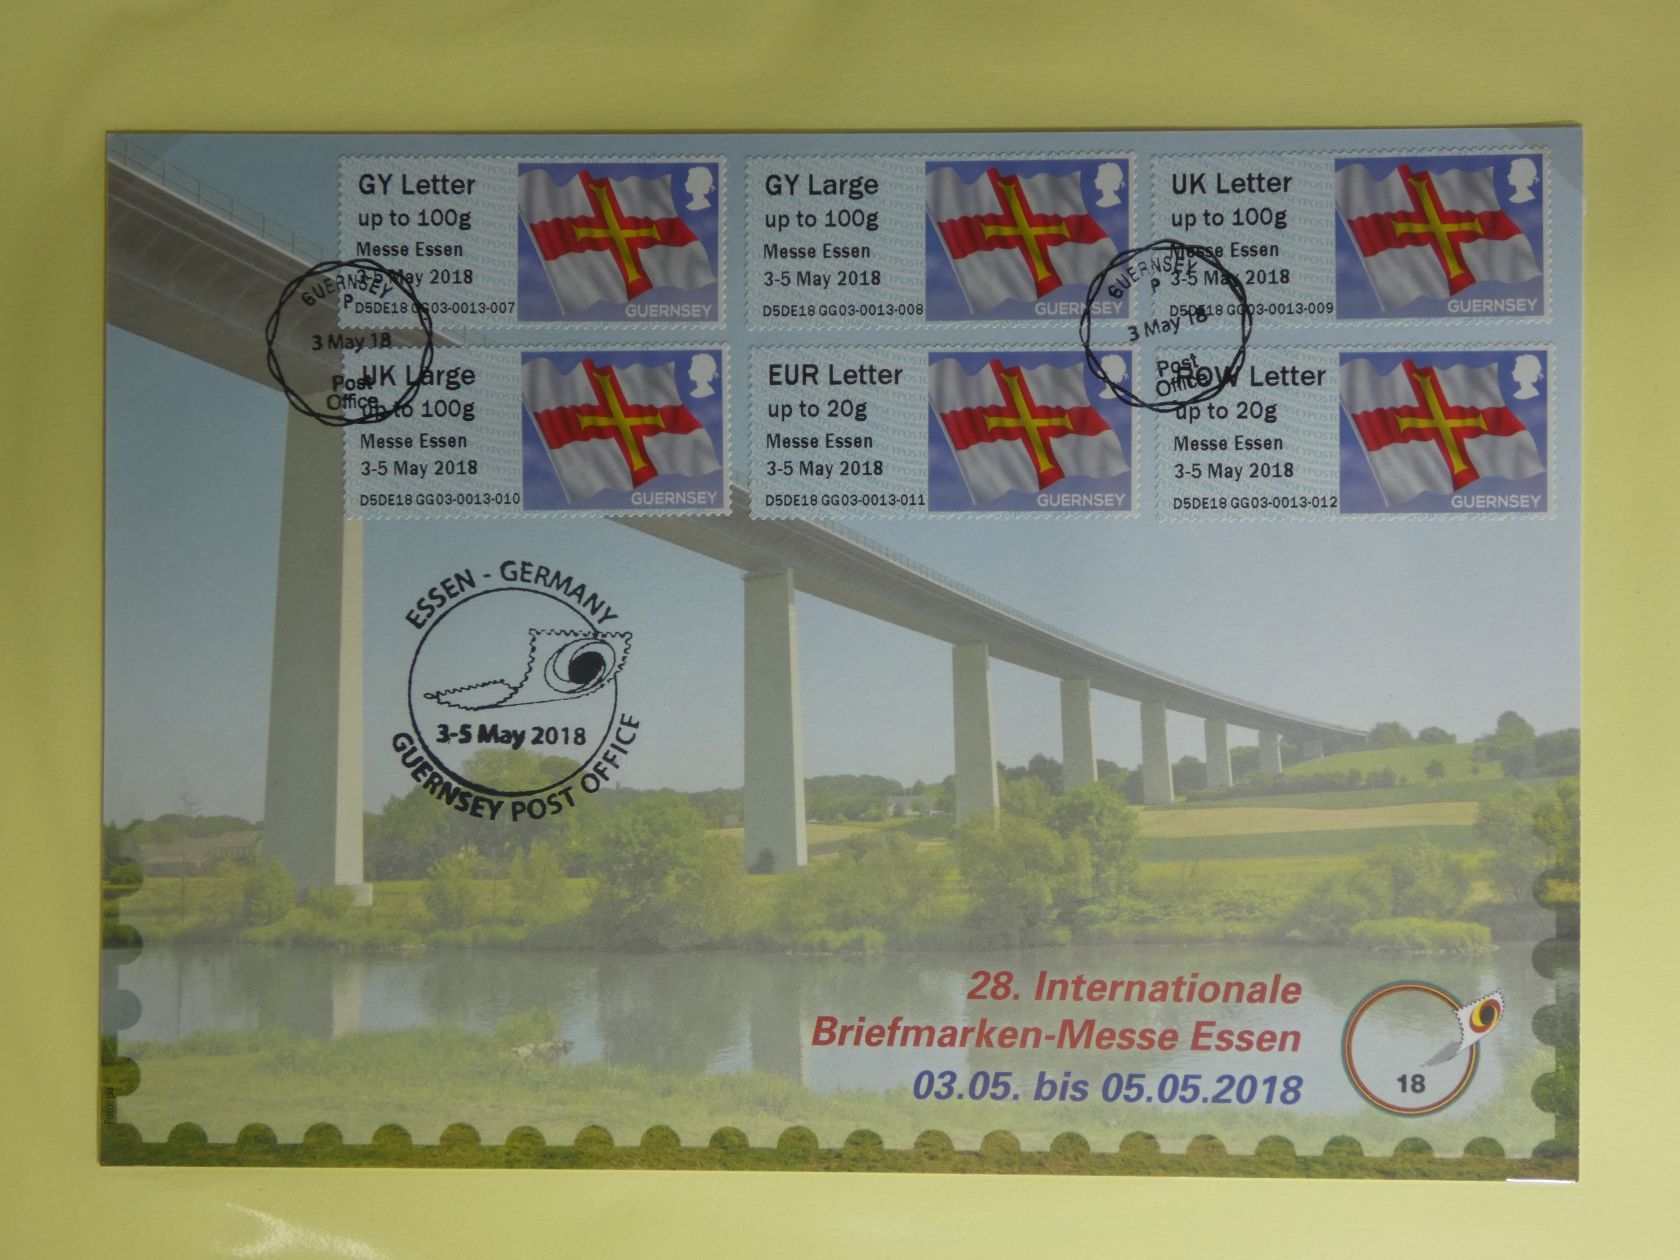 GY Letter
up to 100g
Messe Essen
3-5 May 2018
D5DE18 GG03-0013-007
GUERNSEY
GY Large
up to 100g
Messe Essen
3-5 May 2018
D5DE18 GG03-0013-008
GUERNSEY
UK Letter
up to 100g
Messe Essen
3-5 May 2018
D5DE18 GG03-0013-009
GUERNSEY
UK Large
up to 100g
Messe Essen
3-5 May 2018
D5DE18 GG03-0013-010
GUERNSEY
EUR Letter
up to 20g
Messe Essen
3-5 May 2018
D5DE18 GG03-0013-011
GUERNSEY
ROW Letter
up to 20g
Messe Essen
3-5 May 2018
D5DE18 GG03-0013-012
GUERNSEY
GUERNSEY
P
3 May 18
Post
Office
GUERNSEY
P
3 May 18
Post
Office
ESSEN - GERMANY
3-5 May 2018
GUERNSEY POST OFFICE
28. Internationale
Briefmarken-Messe Essen
03.05. bis 05.05.2018
18